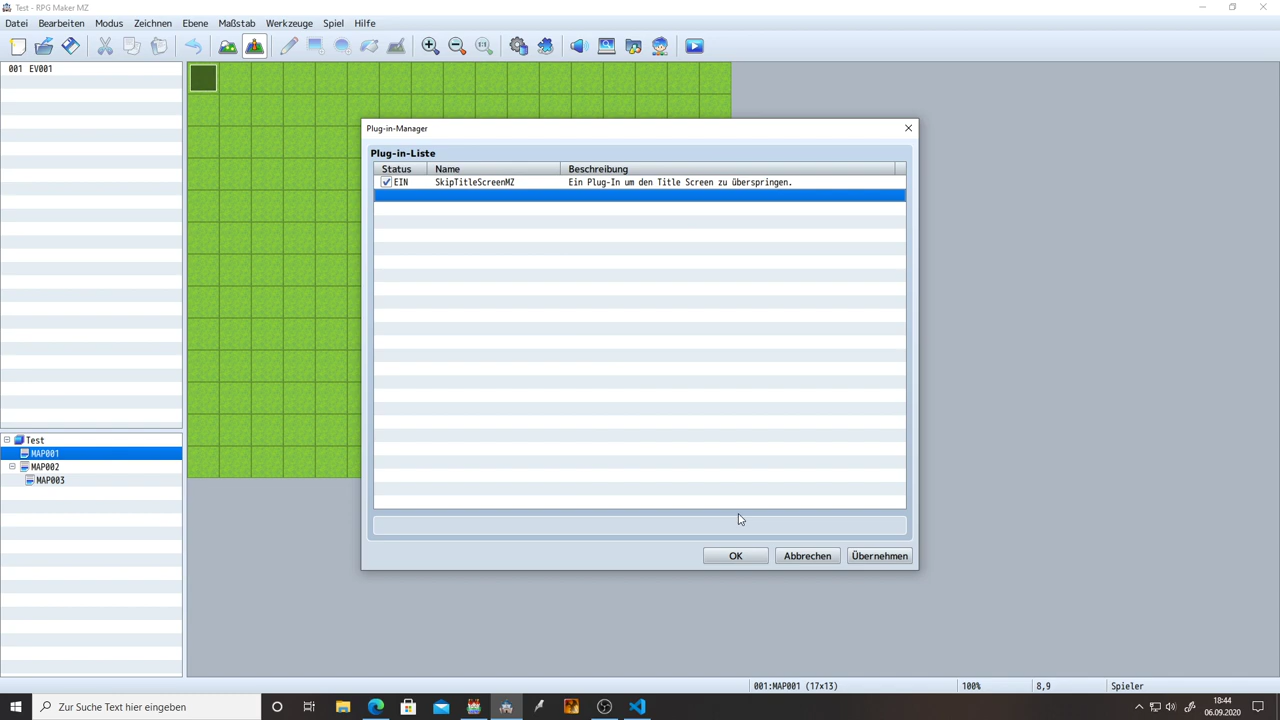 Test - RPG Maker MZ
Datei Bearbeiten Modus Zeichnen Ebene Maßstab Werkzeuge Spiel Hilfe
001 EV001
Plug-in-Manager
Plug-in-Liste
Status Name Beschreibung
EIN SkipTitleScreenMZ Ein Plug-In um den Title Screen zu überspringen.
Test
MAP001
MAP002
MAP003
OK Abbrechen Übernehmen
001:MAP001 (17×13) 100% 8,9 Spieler
Zur Suche Text hier eingeben
18:44
06.09.2020